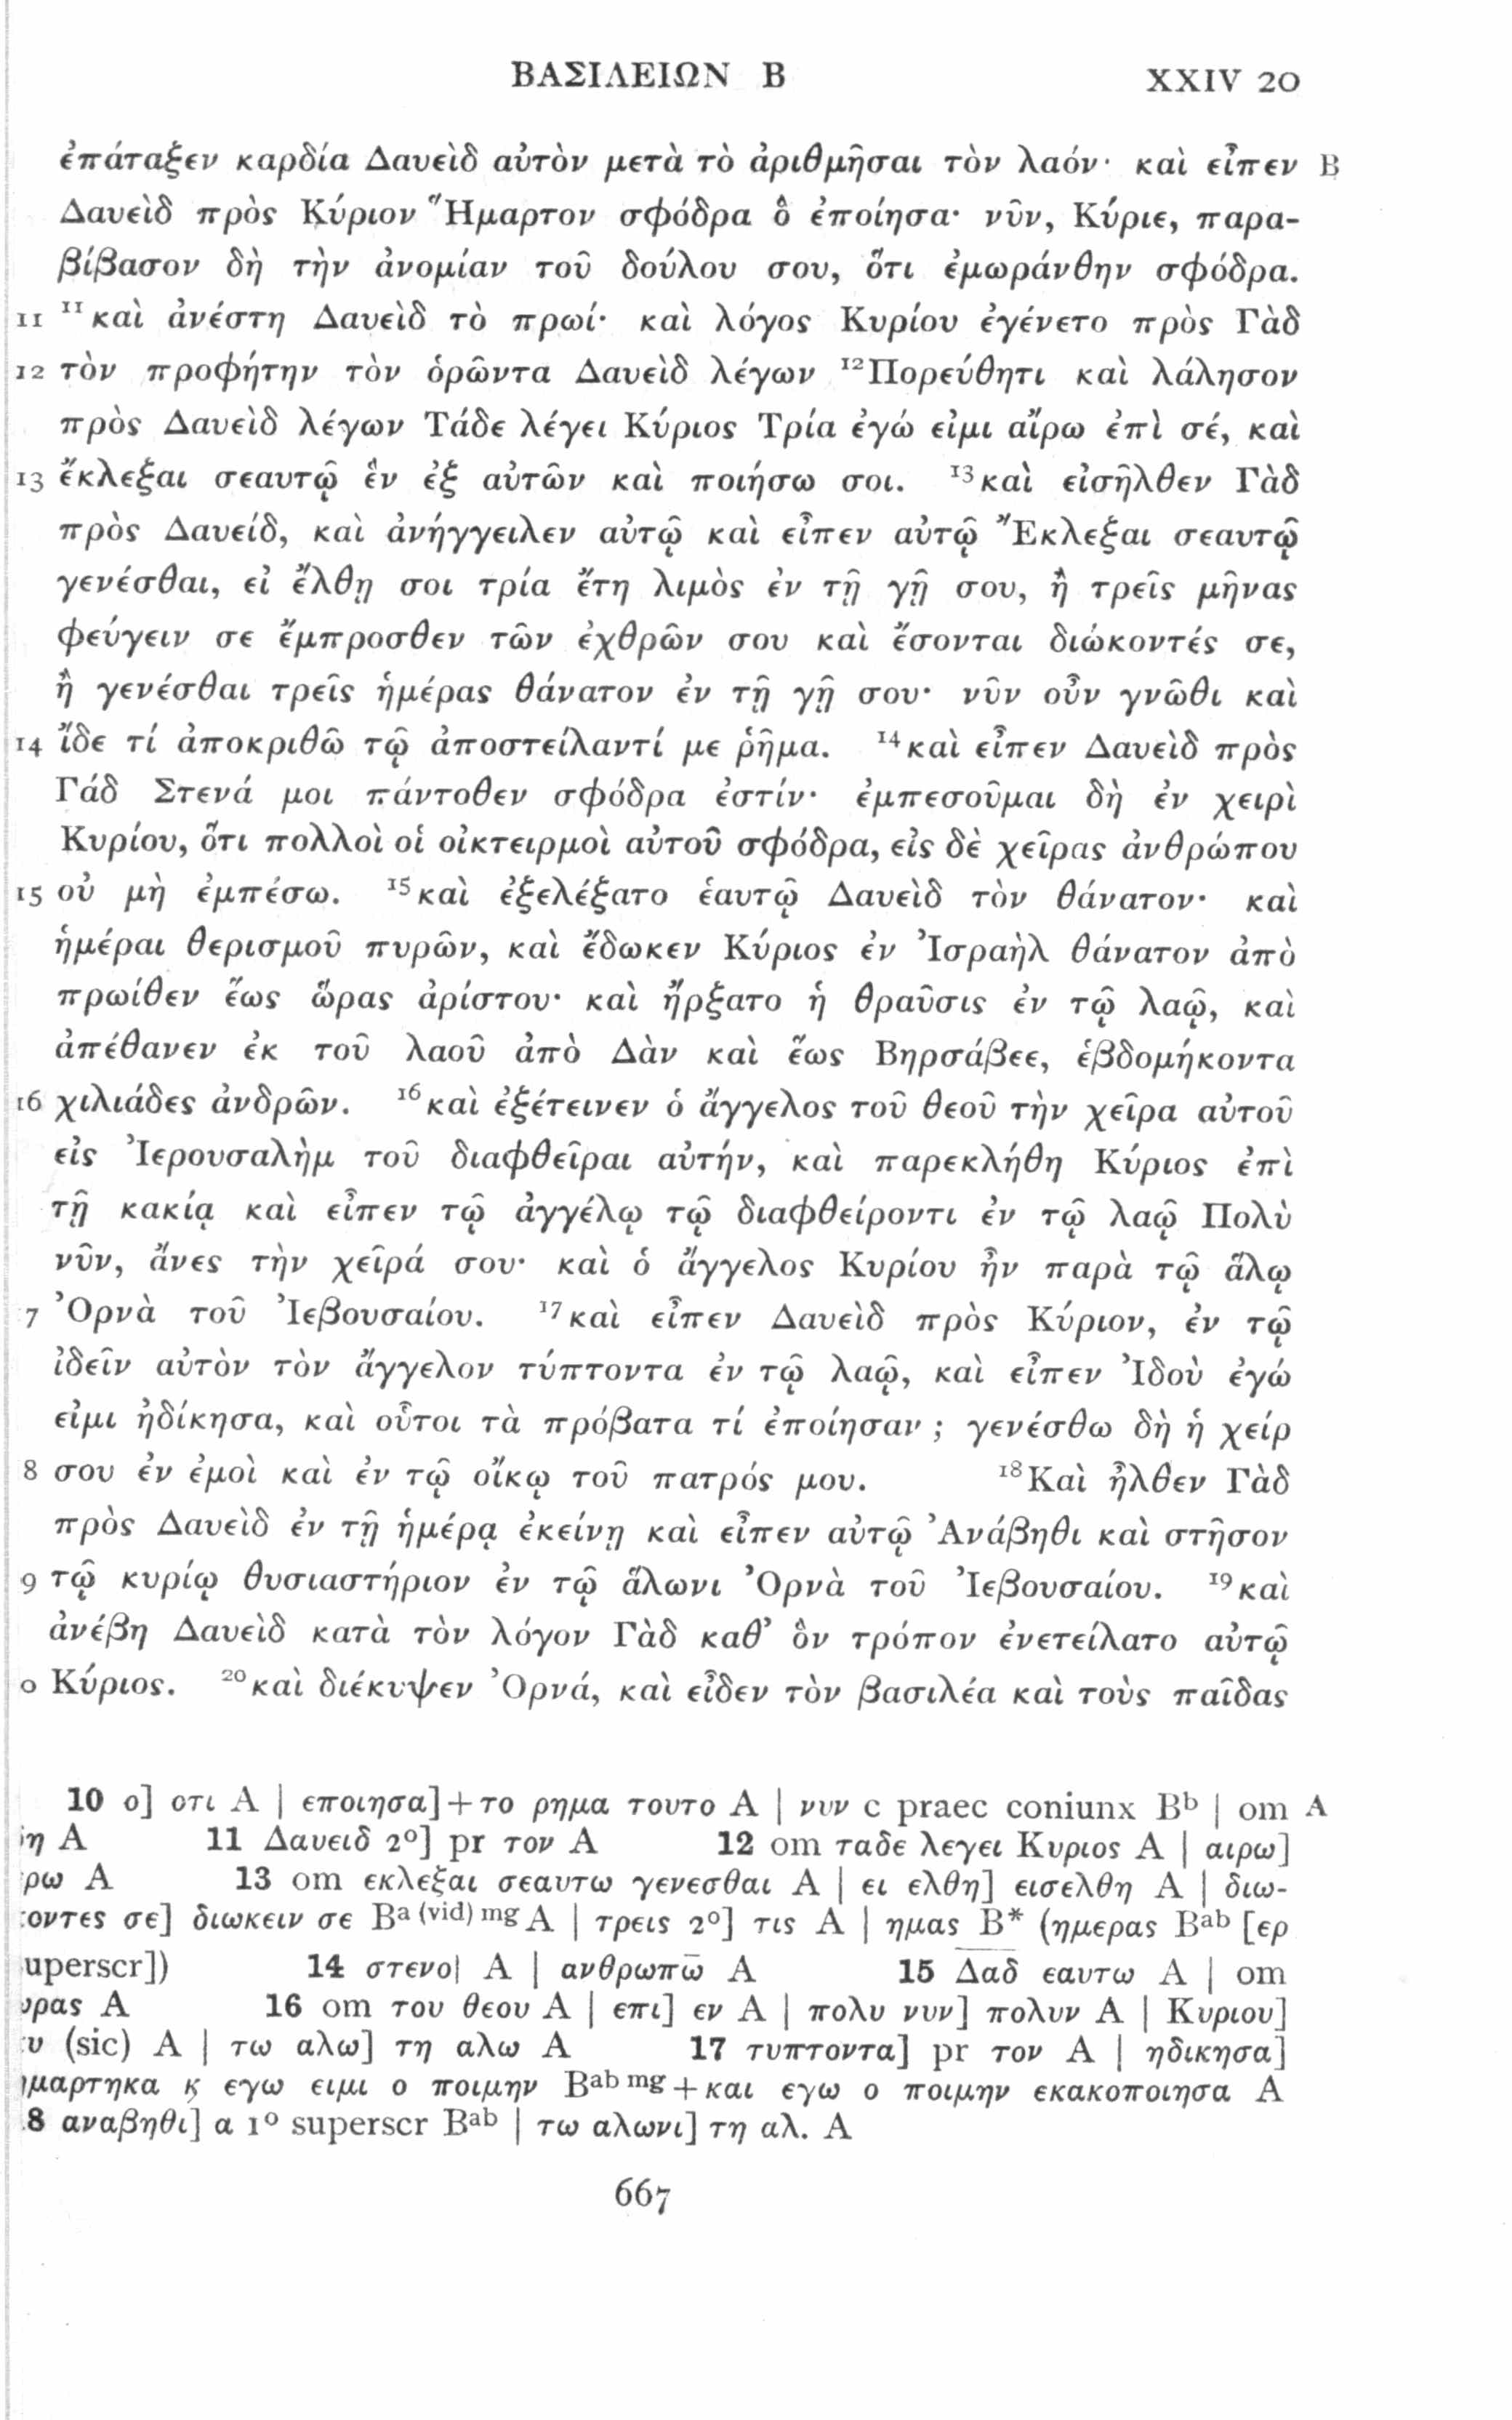 ΒΑΣΙΛΕΙΩΝ Β XXIV 20
ἐπάταξεν καρδία Δαυεὶδ αὐτὸν μετὰ τὸ ἀριθμῆσαι τὸν λαόν· καὶ εἶπεν B
Δαυεὶδ πρὸς Κύριον Ἥμαρτον σφόδρα ὃ ἐποίησα· νῦν, Κύριε, παρα-
βίβασον δὴ τὴν ἀνομίαν τοῦ δούλου σου, ὅτι ἐμωράνθην σφόδρα.
11 ¹¹καὶ ἀνέστη Δαυεὶδ τὸ πρωί· καὶ λόγος Κυρίου ἐγένετο πρὸς Γὰδ
12 τὸν προφήτην τὸν ὁρῶντα Δαυεὶδ λέγων ¹²Πορεύθητι καὶ λάλησον
πρὸς Δαυεὶδ λέγων Τάδε λέγει Κύριος Τρία ἐγώ εἰμι αἴρω ἐπὶ σέ, καὶ
13 ἔκλεξαι σεαυτῷ ἓν ἐξ αὐτῶν καὶ ποιήσω σοι. ¹³καὶ εἰσῆλθεν Γὰδ
πρὸς Δαυείδ, καὶ ἀνήγγειλεν αὐτῷ καὶ εἶπεν αὐτῷ Ἔκλεξαι σεαυτῷ
γενέσθαι, εἰ ἔλθῃ σοι τρία ἔτη λιμὸς ἐν τῇ γῇ σου, ἢ τρεῖς μῆνας
φεύγειν σε ἔμπροσθεν τῶν ἐχθρῶν σου καὶ ἔσονται διώκοντές σε,
ἢ γενέσθαι τρεῖς ἡμέρας θάνατον ἐν τῇ γῇ σου· νῦν οὖν γνῶθι καὶ
14 ἴδε τί ἀποκριθῶ τῷ ἀποστείλαντί με ῥῆμα. ¹⁴καὶ εἶπεν Δαυεὶδ πρὸς
Γάδ Στενά μοι πάντοθεν σφόδρα ἐστίν· ἐμπεσοῦμαι δὴ ἐν χειρὶ
Κυρίου, ὅτι πολλοὶ οἱ οἰκτειρμοὶ αὐτοῦ σφόδρα, εἰς δὲ χεῖρας ἀνθρώπου
15 οὐ μὴ ἐμπέσω. ¹⁵καὶ ἐξελέξατο ἑαυτῷ Δαυεὶδ τὸν θάνατον· καὶ
ἡμέραι θερισμοῦ πυρῶν, καὶ ἔδωκεν Κύριος ἐν Ἰσραὴλ θάνατον ἀπὸ
πρωίθεν ἕως ὥρας ἀρίστου· καὶ ἤρξατο ἡ θραῦσις ἐν τῷ λαῷ, καὶ
ἀπέθανεν ἐκ τοῦ λαοῦ ἀπὸ Δὰν καὶ ἕως Βηρσάβεε, ἑβδομήκοντα
16 χιλιάδες ἀνδρῶν. ¹⁶καὶ ἐξέτεινεν ὁ ἄγγελος τοῦ θεοῦ τὴν χεῖρα αὐτοῦ
εἰς Ἰερουσαλὴμ τοῦ διαφθεῖραι αὐτήν, καὶ παρεκλήθη Κύριος ἐπὶ
τῇ κακίᾳ καὶ εἶπεν τῷ ἀγγέλῳ τῷ διαφθείροντι ἐν τῷ λαῷ Πολὺ
νῦν, ἄνες τὴν χεῖρά σου· καὶ ὁ ἄγγελος Κυρίου ἦν παρὰ τῷ ἅλῳ
7 Ὀρνὰ τοῦ Ἰεβουσαίου. ¹⁷καὶ εἶπεν Δαυεὶδ πρὸς Κύριον, ἐν τῷ
ἰδεῖν αὐτὸν τὸν ἄγγελον τύπτοντα ἐν τῷ λαῷ, καὶ εἶπεν Ἰδοὺ ἐγώ
εἰμι ἠδίκησα, καὶ οὗτοι τὰ πρόβατα τί ἐποίησαν; γενέσθω δὴ ἡ χείρ
8 σου ἐν ἐμοὶ καὶ ἐν τῷ οἴκῳ τοῦ πατρός μου. ¹⁸Καὶ ἦλθεν Γὰδ
πρὸς Δαυεὶδ ἐν τῇ ἡμέρᾳ ἐκείνῃ καὶ εἶπεν αὐτῷ Ἀνάβηθι καὶ στῆσον
9 τῷ κυρίῳ θυσιαστήριον ἐν τῷ ἅλωνι Ὀρνὰ τοῦ Ἰεβουσαίου. ¹⁹καὶ
ἀνέβη Δαυεὶδ κατὰ τὸν λόγον Γὰδ καθ᾽ ὃν τρόπον ἐνετείλατο αὐτῷ
0 Κύριος. ²⁰καὶ διέκυψεν Ὀρνά, καὶ εἶδεν τὸν βασιλέα καὶ τοὺς παῖδας
10 ο] οτι A | εποιησα]+το ρημα τουτο A | νυν c praec coniunx Bᵇ | om A
η A 11 Δαυειδ 2°] pr τον A 12 om ταδε λεγει Κυριος A | αιρω]
ρω A 13 om εκλεξαι σεαυτω γενεσθαι A | ει ελθη] εισελθη A | διω-
οντες σε] διωκειν σε Bᵃ ⁽ᵛⁱᵈ⁾ ᵐᵍ A | τρεις 2°] τις A | ημας B* (ημερας Bᵃᵇ [ερ
uperscr]) 14 στενο| A | ανθρωπω̄ A 15 Δ̅α̅δ̅ εαυτω A | om
ρας A 16 om του θεου A | επι] εν A | πολυ νυν] πολυν A | Κυριου]
υ (sic) A | τω αλω] τη αλω A 17 τυπτοντα] pr τον A | ηδικησα]
μαρτηκα ϗ εγω ειμι ο ποιμην Bᵃᵇ ᵐᵍ + και εγω ο ποιμην εκακοποιησα A
8 αναβηθι] α 1° superscr Bᵃᵇ | τω αλωνι] τη αλ. A
667